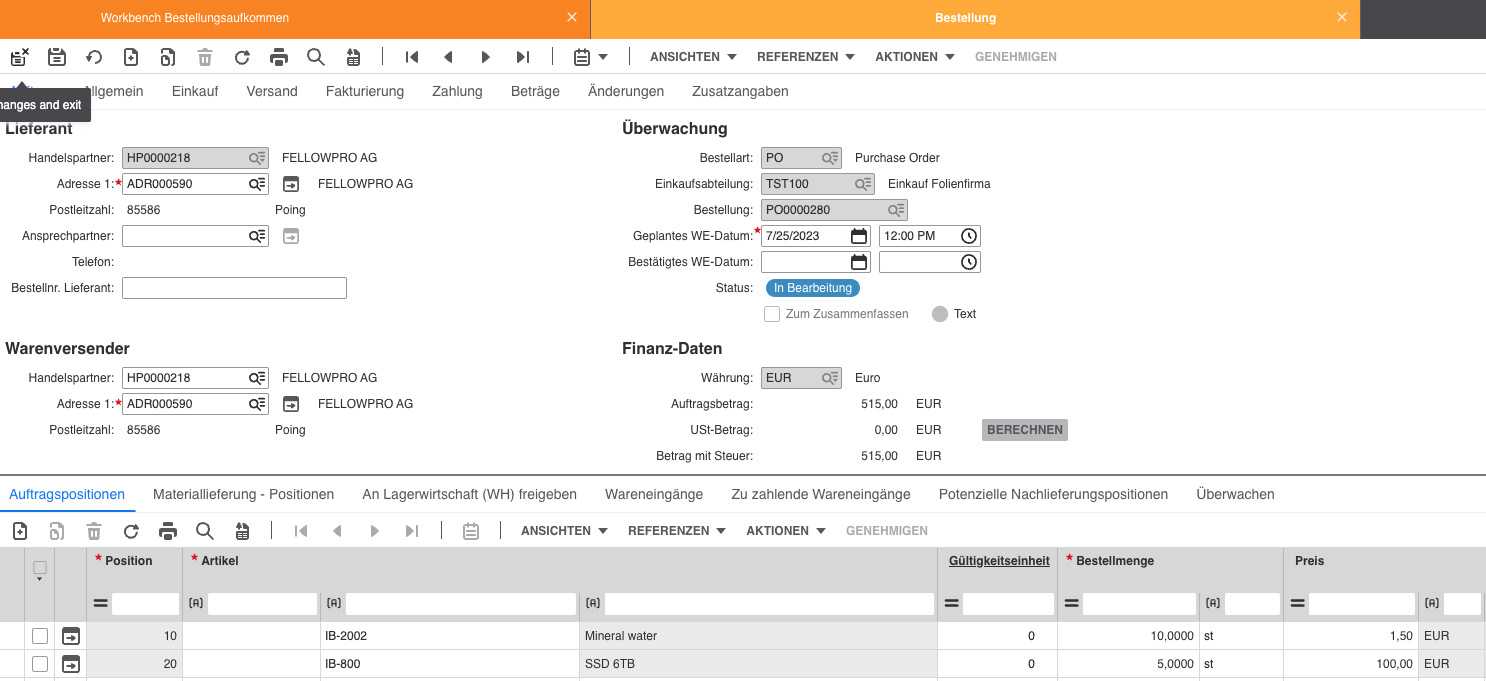 Workbench Bestellungsaufkommen
Bestellung
ANSICHTEN REFERENZEN AKTIONEN GENEHMIGEN
Allgemein Einkauf Versand Fakturierung Zahlung Beträge Änderungen Zusatzangaben
and exit
Lieferant
Handelspartner: HP0000218 FELLOWPRO AG
Adresse 1:* ADR000590 FELLOWPRO AG
Postleitzahl: 85586 Poing
Ansprechpartner:
Telefon:
Bestellnr. Lieferant:
Überwachung
Bestellart: PO Purchase Order
Einkaufsabteilung: TST100 Einkauf Folienfirma
Bestellung: PO0000280
Geplantes WE-Datum:* 7/25/2023 12:00 PM
Bestätigtes WE-Datum:
Status: In Bearbeitung
Zum Zusammenfassen Text
Warenversender
Handelspartner: HP0000218 FELLOWPRO AG
Adresse 1:* ADR000590 FELLOWPRO AG
Postleitzahl: 85586 Poing
Finanz-Daten
Währung: EUR Euro
Auftragsbetrag: 515,00 EUR
USt-Betrag: 0,00 EUR BERECHNEN
Betrag mit Steuer: 515,00 EUR
Auftragspositionen Materiallieferung - Positionen An Lagerwirtschaft (WH) freigeben Wareneingänge Zu zahlende Wareneingänge Potenzielle Nachlieferungspositionen Überwachen
ANSICHTEN REFERENZEN AKTIONEN GENEHMIGEN
* Position * Artikel Gültigkeitseinheit * Bestellmenge Preis
10 IB-2002 Mineral water 0 10,0000 st 1,50 EUR
20 IB-800 SSD 6TB 0 5,0000 st 100,00 EUR